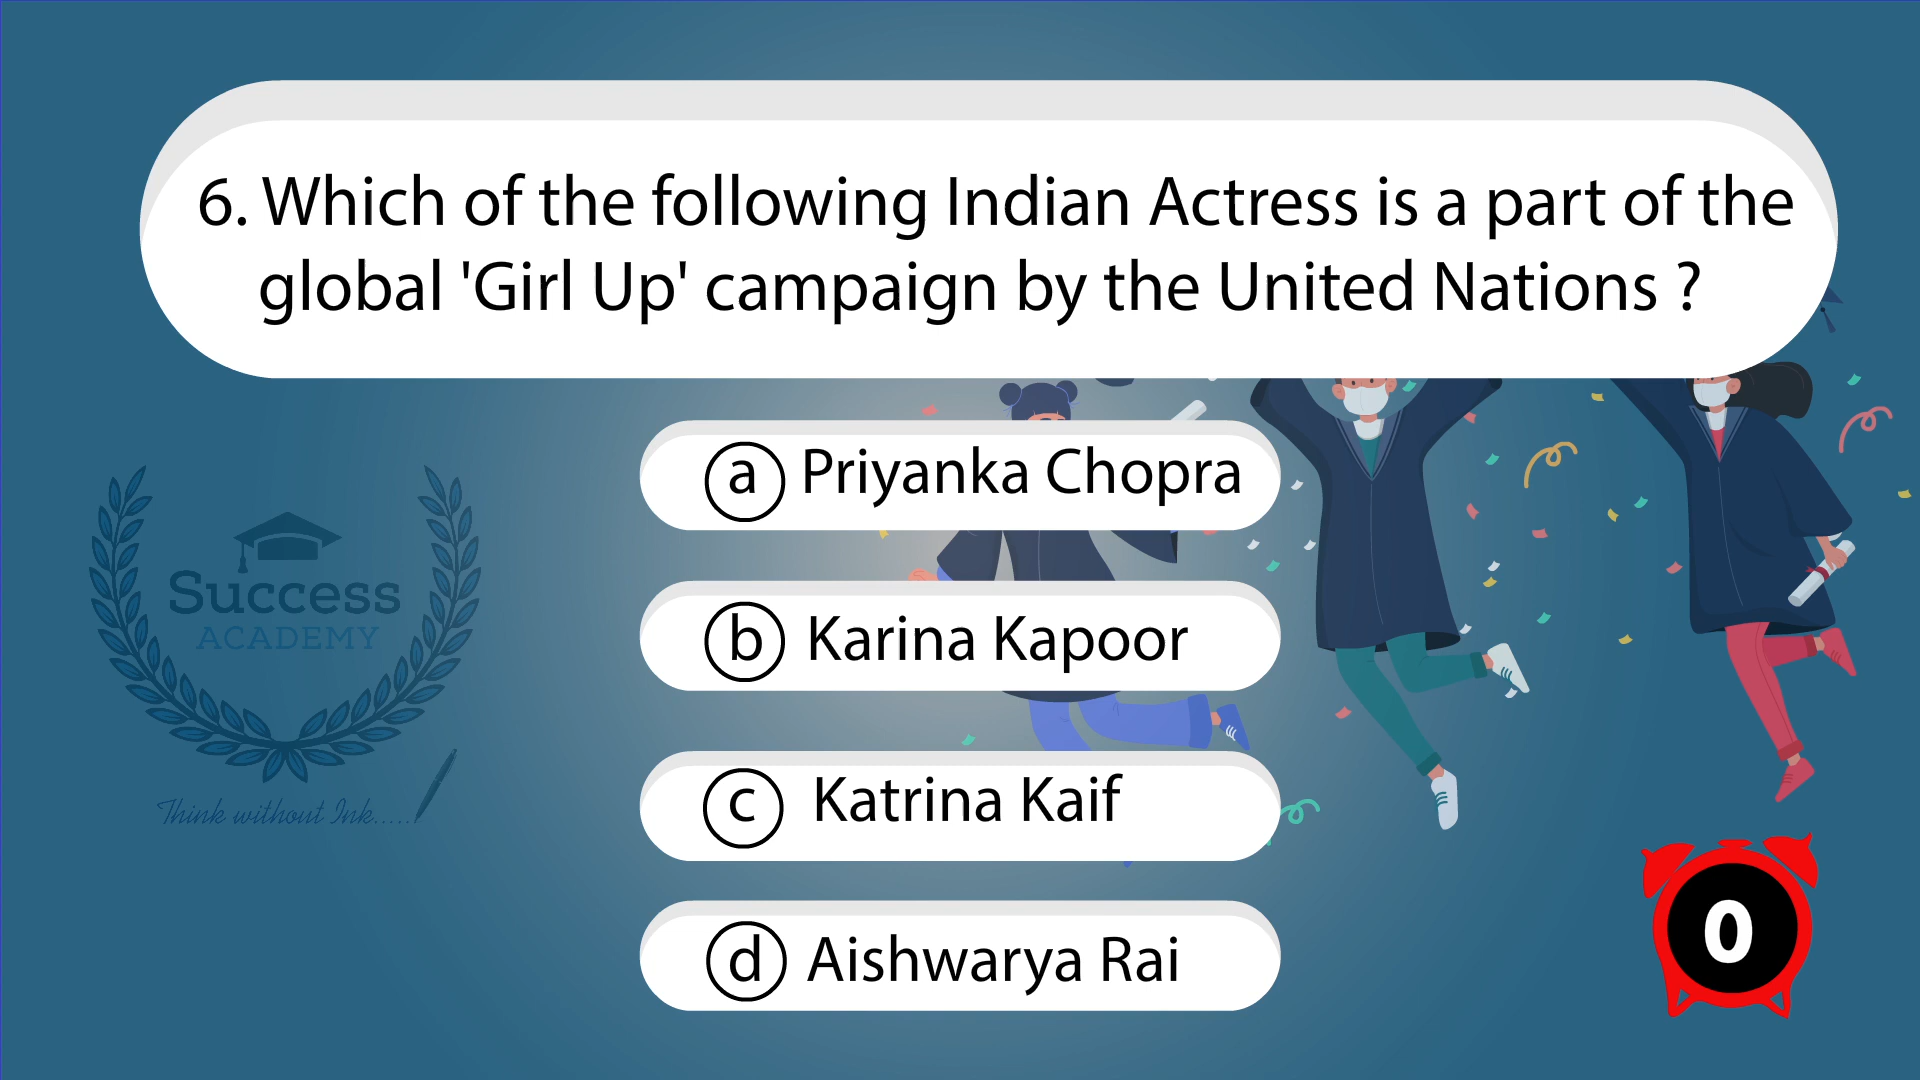 6. Which of the following Indian Actress is a part of the
global 'Girl Up' campaign by the United Nations ?
a Priyanka Chopra
b Karina Kapoor
c Katrina Kaif
d Aishwarya Rai
Success
ACADEMY
Think without Ink.....
0